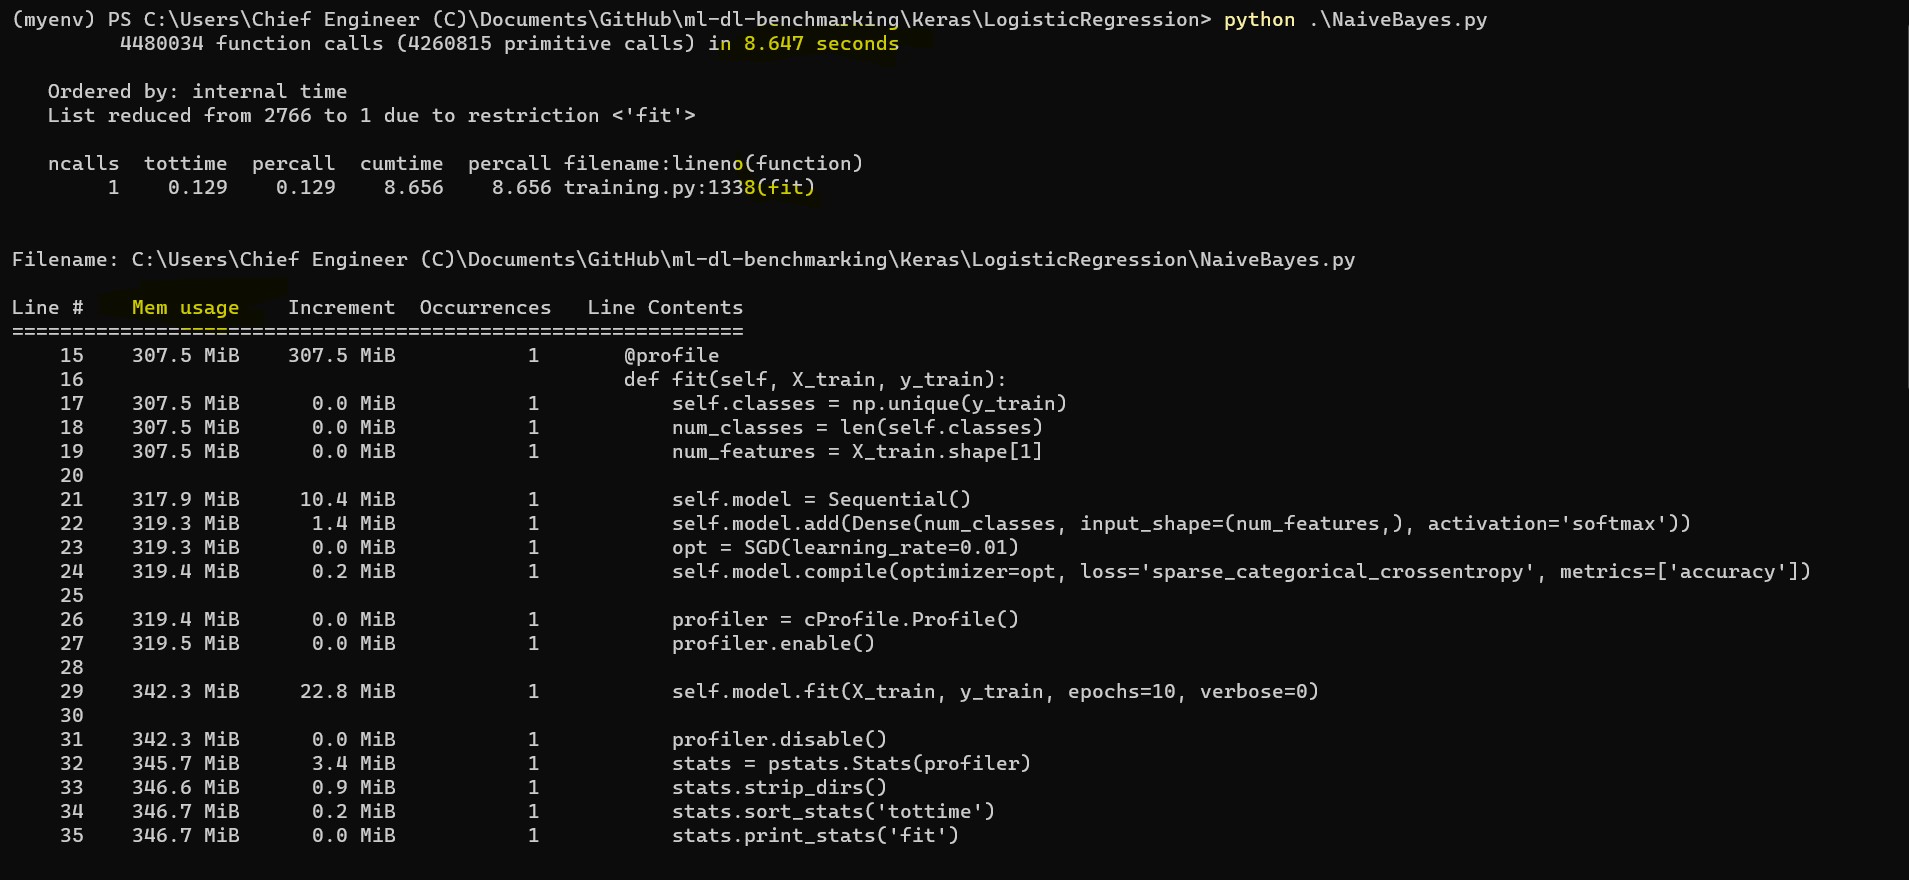 (myenv) PS C:\Users\Chief Engineer (C)\Documents\GitHub\ml-dl-benchmarking\Keras\LogisticRegression> python .\NaiveBayes.py
         4480034 function calls (4260815 primitive calls) in 8.647 seconds
   Ordered by: internal time
   List reduced from 2766 to 1 due to restriction <'fit'>
   ncalls  tottime  percall  cumtime  percall filename:lineno(function)
        1    0.129    0.129    8.656    8.656 training.py:1338(fit)
Filename: C:\Users\Chief Engineer (C)\Documents\GitHub\ml-dl-benchmarking\Keras\LogisticRegression\NaiveBayes.py
Line #    Mem usage    Increment  Occurrences   Line Contents
=============================================================
    15    307.5 MiB    307.5 MiB           1       @profile
    16                                             def fit(self, X_train, y_train):
    17    307.5 MiB      0.0 MiB           1           self.classes = np.unique(y_train)
    18    307.5 MiB      0.0 MiB           1           num_classes = len(self.classes)
    19    307.5 MiB      0.0 MiB           1           num_features = X_train.shape[1]
    20
    21    317.9 MiB     10.4 MiB           1           self.model = Sequential()
    22    319.3 MiB      1.4 MiB           1           self.model.add(Dense(num_classes, input_shape=(num_features,), activation='softmax'))
    23    319.3 MiB      0.0 MiB           1           opt = SGD(learning_rate=0.01)
    24    319.4 MiB      0.2 MiB           1           self.model.compile(optimizer=opt, loss='sparse_categorical_crossentropy', metrics=['accuracy'])
    25
    26    319.4 MiB      0.0 MiB           1           profiler = cProfile.Profile()
    27    319.5 MiB      0.0 MiB           1           profiler.enable()
    28
    29    342.3 MiB     22.8 MiB           1           self.model.fit(X_train, y_train, epochs=10, verbose=0)
    30
    31    342.3 MiB      0.0 MiB           1           profiler.disable()
    32    345.7 MiB      3.4 MiB           1           stats = pstats.Stats(profiler)
    33    346.6 MiB      0.9 MiB           1           stats.strip_dirs()
    34    346.7 MiB      0.2 MiB           1           stats.sort_stats('tottime')
    35    346.7 MiB      0.0 MiB           1           stats.print_stats('fit')